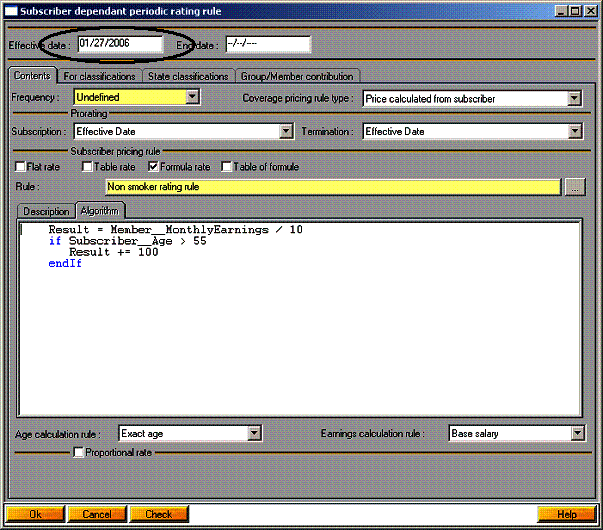 Subscriber dependant periodic rating rule
Effective date : 01/27/2006 End date : --/--/---
Contents For classifications State classifications Group/Member contribution
Frequency : Undefined Coverage pricing rule type : Price calculated from subscriber
Prorating
Subscription : Effective Date Termination : Effective Date
Subscriber pricing rule
Flat rate Table rate Formula rate Table of formule
Rule : Non smoker rating rule ...
Description Algorithm
Result = Member__MonthlyEarnings / 10
if Subscriber__Age > 55
Result += 100
endIf
Age calculation rule : Exact age Earnings calculation rule : Base salary
Proportional rate
Ok Cancel Check Help